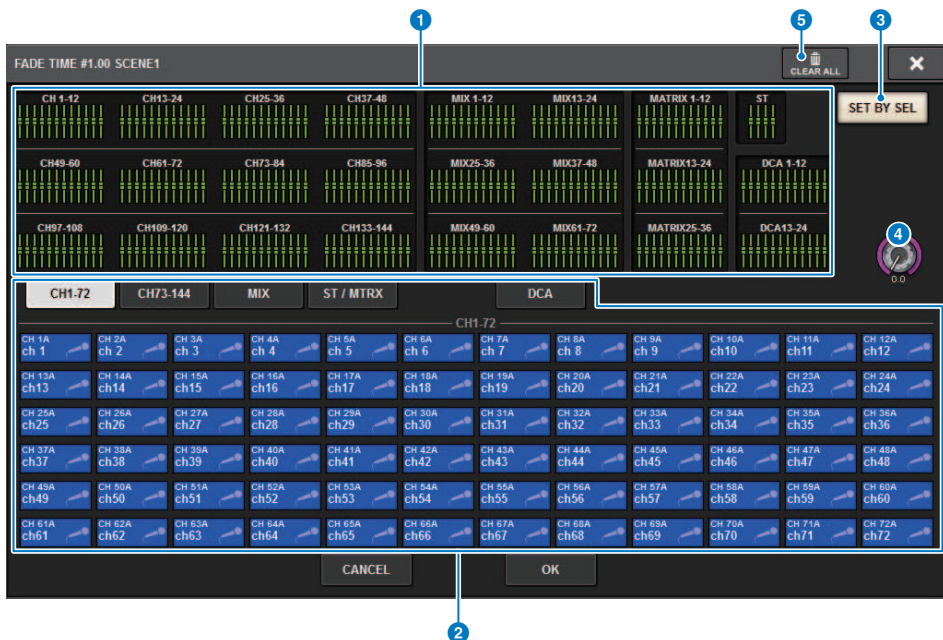 1 5 3
FADE TIME #1.00 SCENE1 CLEAR ALL ×
CH 1-12 CH13-24 CH25-36 CH37-48 MIX 1-12 MIX13-24 MATRIX 1-12 ST SET BY SEL
CH49-60 CH61-72 CH73-84 CH85-96 MIX25-36 MIX37-48 MATRIX13-24 DCA 1-12
CH97-108 CH109-120 CH121-132 CH133-144 MIX49-60 MIX61-72 MATRIX25-36 DCA13-24 4
0.0
CH1-72 CH73-144 MIX ST / MTRX DCA
CH1-72
CH 1A CH 2A CH 3A CH 4A CH 5A CH 6A CH 7A CH 8A CH 9A CH 10A CH 11A CH 12A
ch 1 ch 2 ch 3 ch 4 ch 5 ch 6 ch 7 ch 8 ch 9 ch10 ch11 ch12
CH 13A CH 14A CH 15A CH 16A CH 17A CH 18A CH 19A CH 20A CH 21A CH 22A CH 23A CH 24A
ch13 ch14 ch15 ch16 ch17 ch18 ch19 ch20 ch21 ch22 ch23 ch24
CH 25A CH 26A CH 27A CH 28A CH 29A CH 30A CH 31A CH 32A CH 33A CH 34A CH 35A CH 36A
ch25 ch26 ch27 ch28 ch29 ch30 ch31 ch32 ch33 ch34 ch35 ch36
CH 37A CH 38A CH 39A CH 40A CH 41A CH 42A CH 43A CH 44A CH 45A CH 46A CH 47A CH 48A
ch37 ch38 ch39 ch40 ch41 ch42 ch43 ch44 ch45 ch46 ch47 ch48
CH 49A CH 50A CH 51A CH 52A CH 53A CH 54A CH 55A CH 56A CH 57A CH 58A CH 59A CH 60A
ch49 ch50 ch51 ch52 ch53 ch54 ch55 ch56 ch57 ch58 ch59 ch60
CH 61A CH 62A CH 63A CH 64A CH 65A CH 66A CH 67A CH 68A CH 69A CH 70A CH 71A CH 72A
ch61 ch62 ch63 ch64 ch65 ch66 ch67 ch68 ch69 ch70 ch71 ch72
CANCEL OK
2